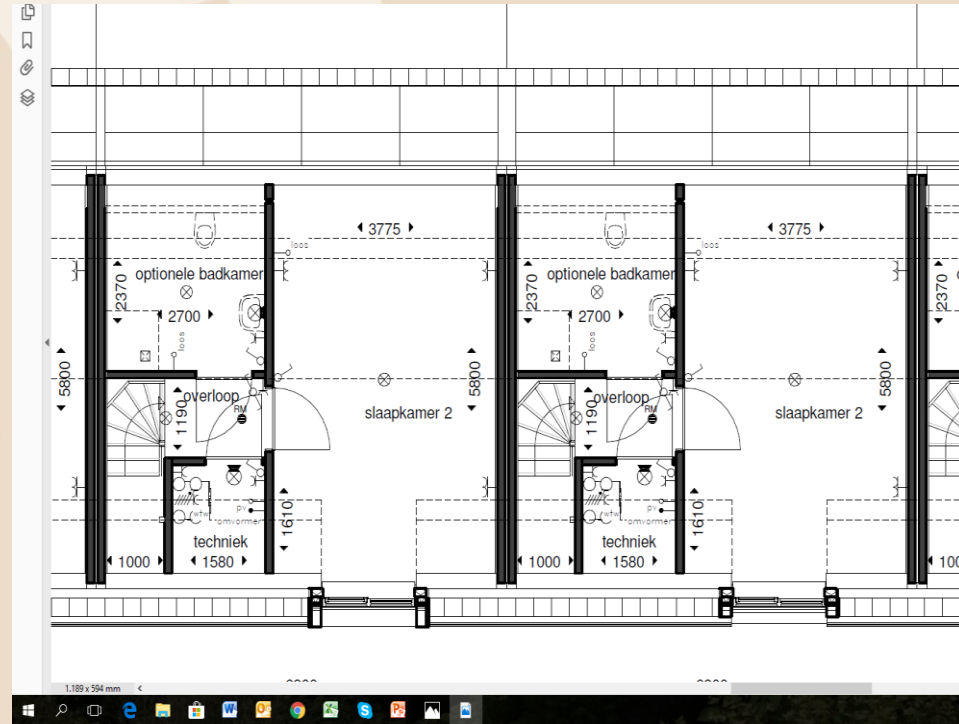 3775
3775
loos
loos
optionele badkamer
optionele badkamer
2370
2370
2370
2700
2700
loos
loos
5800
5800
5800
5800
overloop
overloop
RM
RM
1190
1190
slaapkamer 2
slaapkamer 2
wtw
pv
omvormer
wtw
pv
omvormer
1610
1610
techniek
techniek
1000
1580
1000
1580
1.189 x 594 mm